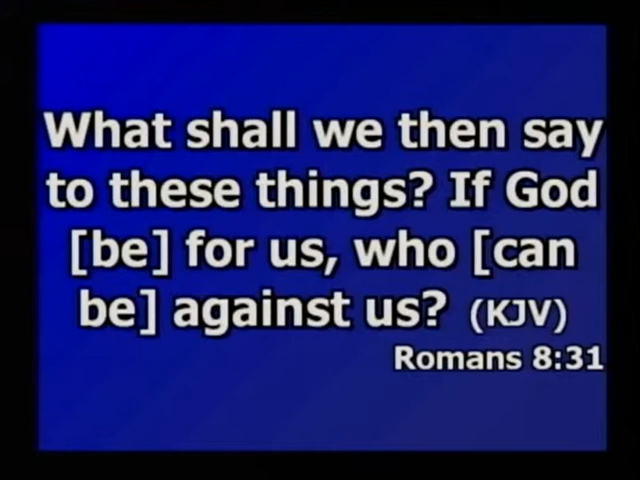 What shall we then say
to these things? If God
[be] for us, who [can
be] against us? (KJV)
Romans 8:31